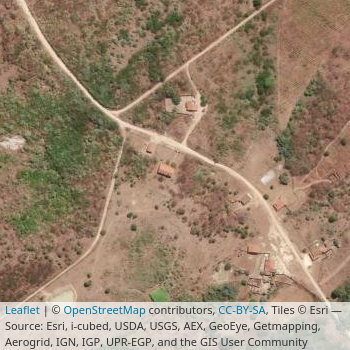 Leaflet | © OpenStreetMap contributors, CC-BY-SA, Tiles © Esri —
Source: Esri, i-cubed, USDA, USGS, AEX, GeoEye, Getmapping,
Aerogrid, IGN, IGP, UPR-EGP, and the GIS User Community